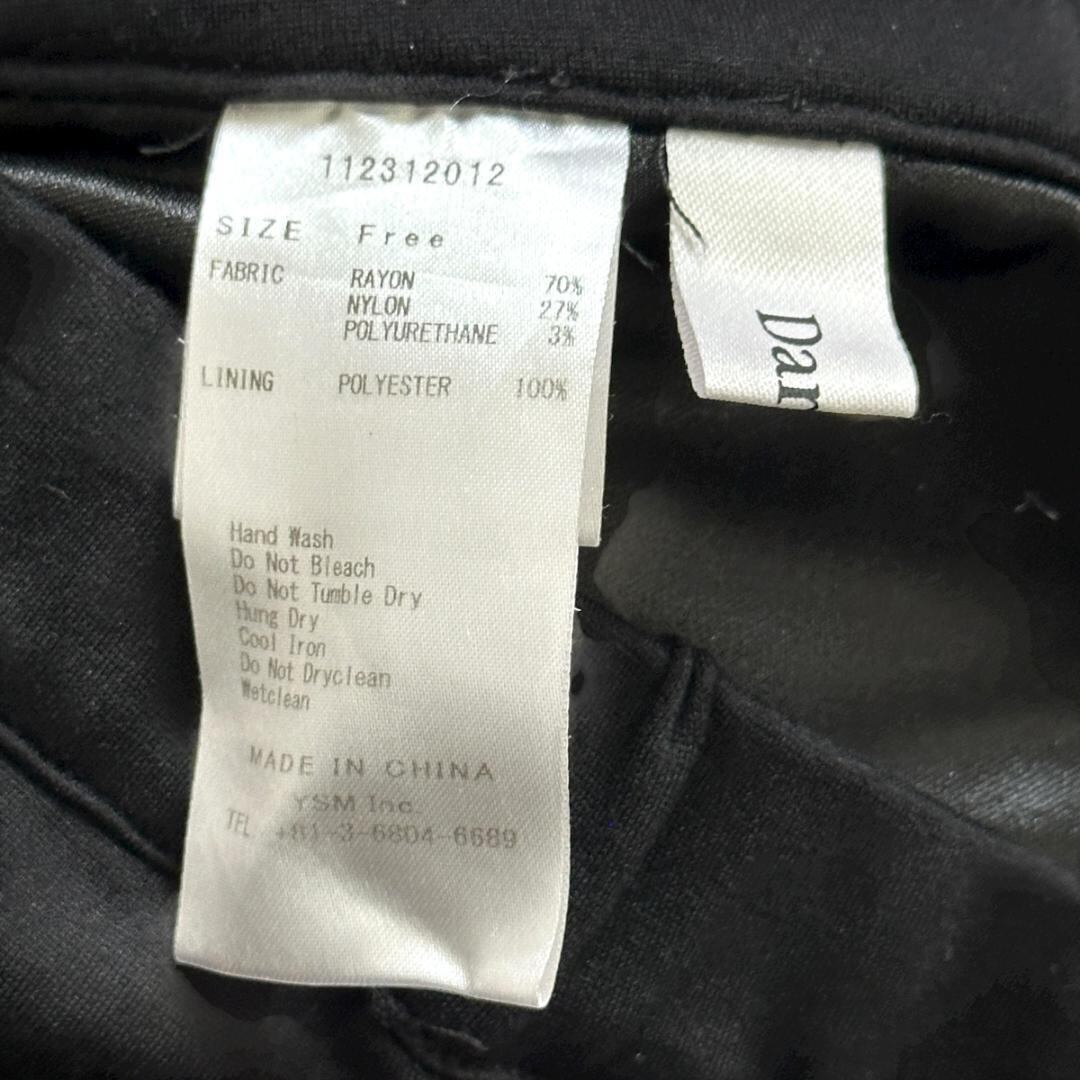 112312012
SIZE Free
FABRIC RAYON 70%
NYLON 27%
POLYURETHANE 3%
LINING POLYESTER 100%
Hand Wash
Do Not Bleach
Do Not Tumble Dry
Hung Dry
Cool Iron
Do Not Dryclean
Wetclean
MADE IN CHINA
YSM Inc.
TEL +81-3-6804-6689
Dar